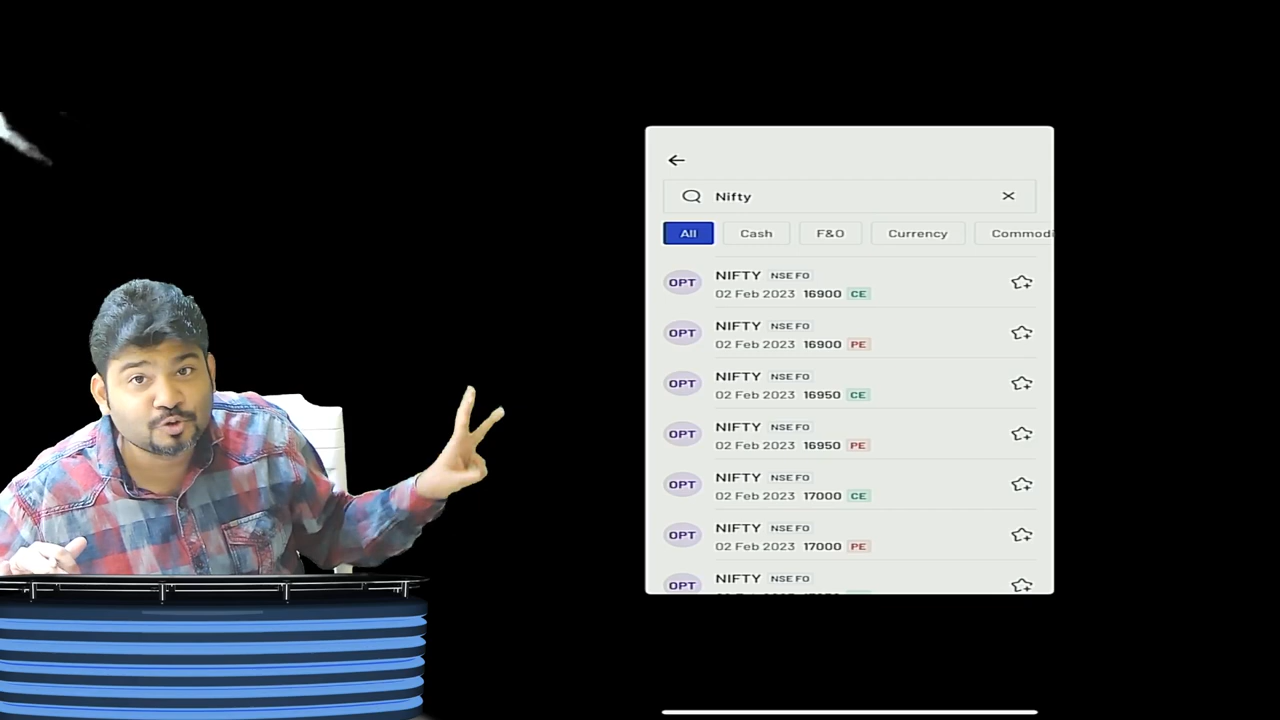 Nifty
All Cash F&O Currency Commodi
OPT NIFTY NSE FO
02 Feb 2023 16900 CE
OPT NIFTY NSE FO
02 Feb 2023 16900 PE
OPT NIFTY NSE FO
02 Feb 2023 16950 CE
OPT NIFTY NSE FO
02 Feb 2023 16950 PE
OPT NIFTY NSE FO
02 Feb 2023 17000 CE
OPT NIFTY NSE FO
02 Feb 2023 17000 PE
OPT NIFTY NSE FO